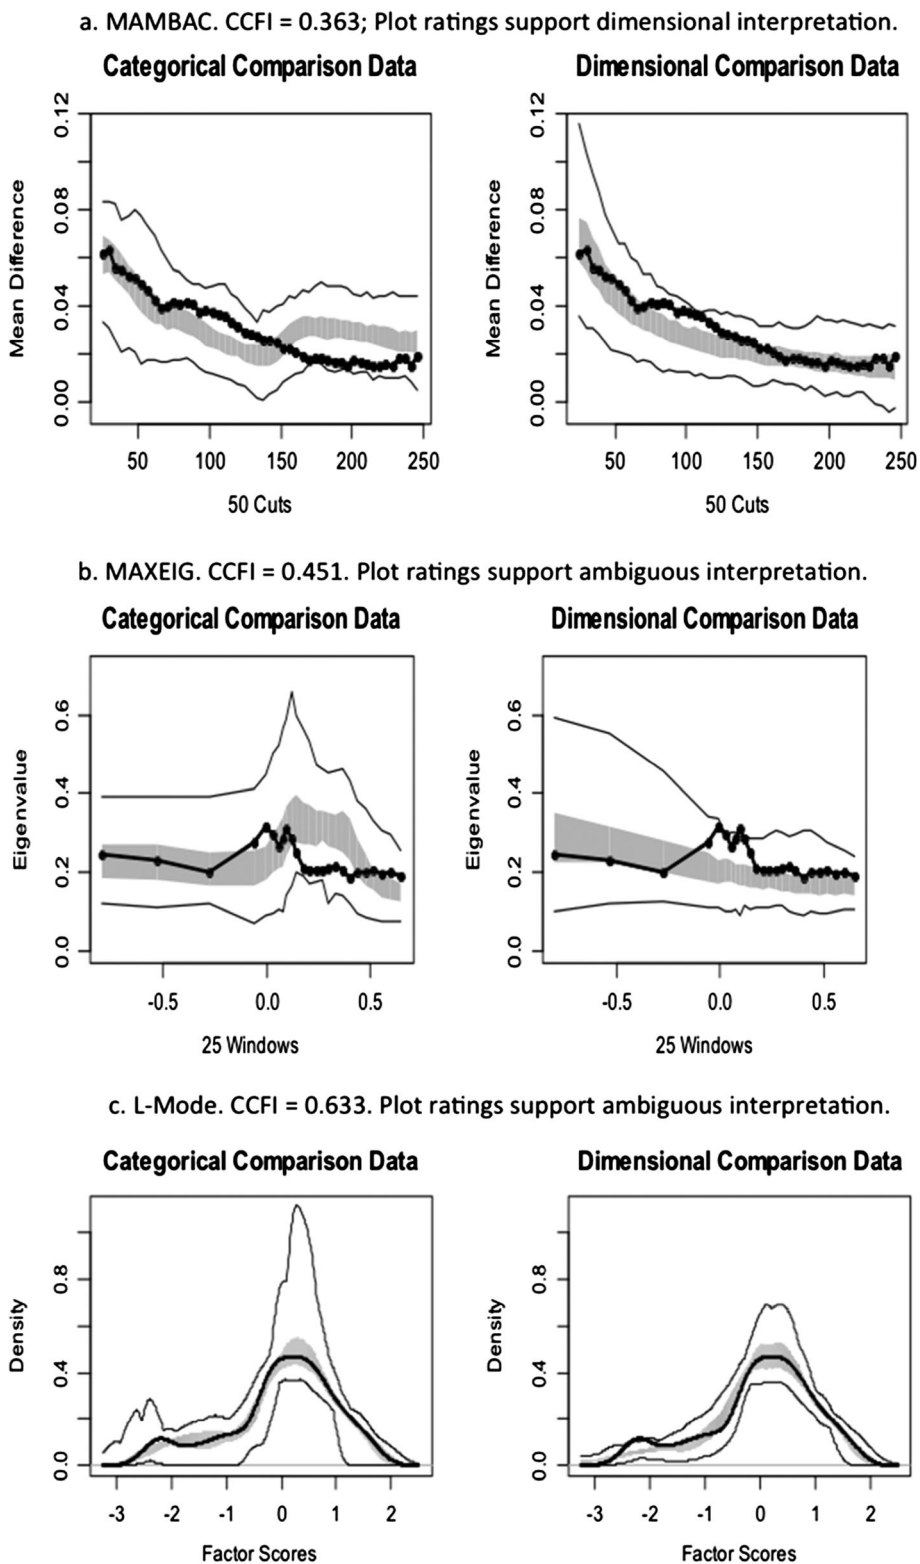 a. MAMBAC. CCFI = 0.363; Plot ratings support dimensional interpretation.
Categorical Comparison Data
Dimensional Comparison Data
Mean Difference
0.12
0.08
0.04
0.00
50 100 150 200 250
50 Cuts
Mean Difference
0.12
0.08
0.04
0.00
50 100 150 200 250
50 Cuts
b. MAXEIG. CCFI = 0.451. Plot ratings support ambiguous interpretation.
Categorical Comparison Data
Dimensional Comparison Data
Eigenvalue
0.6
0.4
0.2
0.0
-0.5 0.0 0.5
25 Windows
Eigenvalue
0.6
0.4
0.2
0.0
-0.5 0.0 0.5
25 Windows
c. L-Mode. CCFI = 0.633. Plot ratings support ambiguous interpretation.
Categorical Comparison Data
Dimensional Comparison Data
Density
0.8
0.4
0.0
-3 -2 -1 0 1 2
Factor Scores
Density
0.8
0.4
0.0
-3 -2 -1 0 1 2
Factor Scores